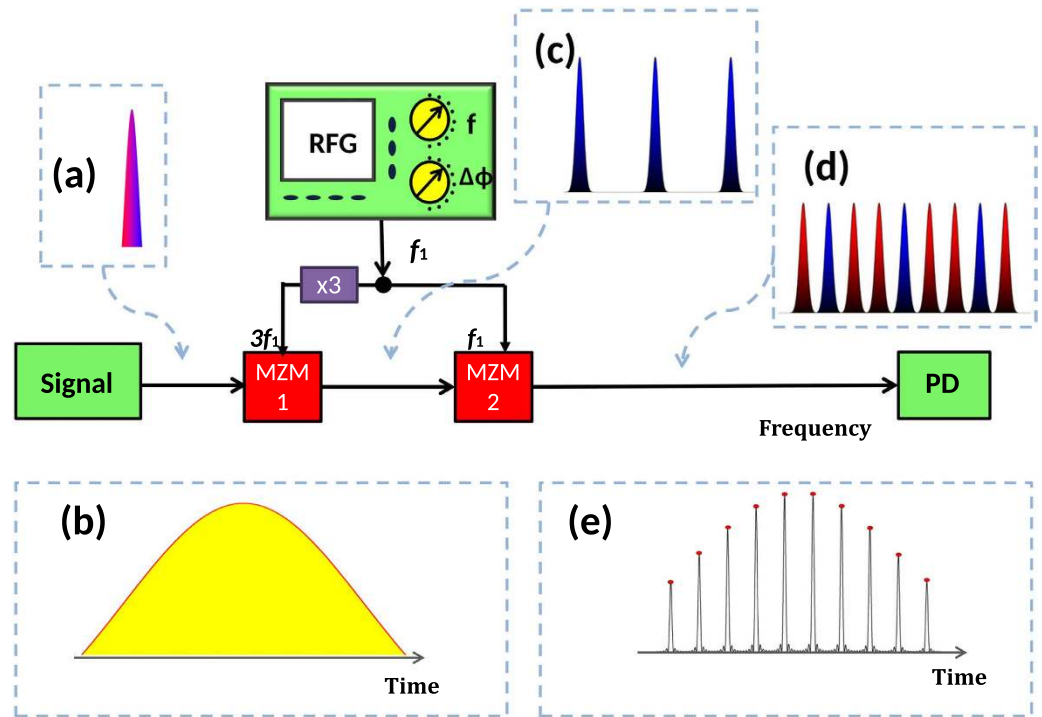 (a)
RFG
f
Δϕ
(c)
(d)
f1
x3
3f1
f1
Signal
MZM
1
MZM
2
PD
Frequency
(b)
Time
(e)
Time